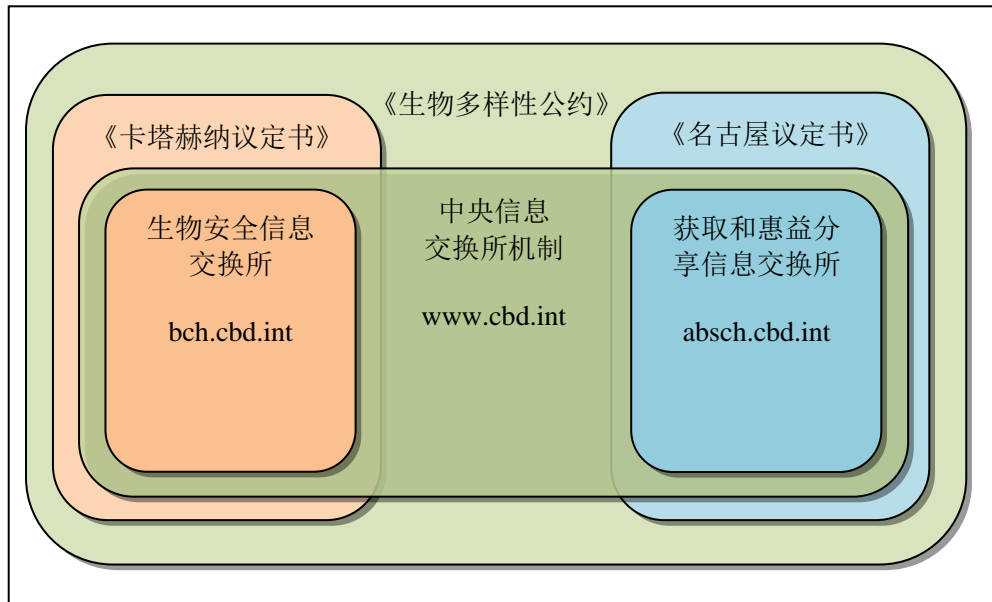 《生物多样性公约》
《卡塔赫纳议定书》
《名古屋议定书》
生物安全信息
交换所
bch.cbd.int
中央信息
交换所机制
www.cbd.int
获取和惠益分
享信息交换所
absch.cbd.int